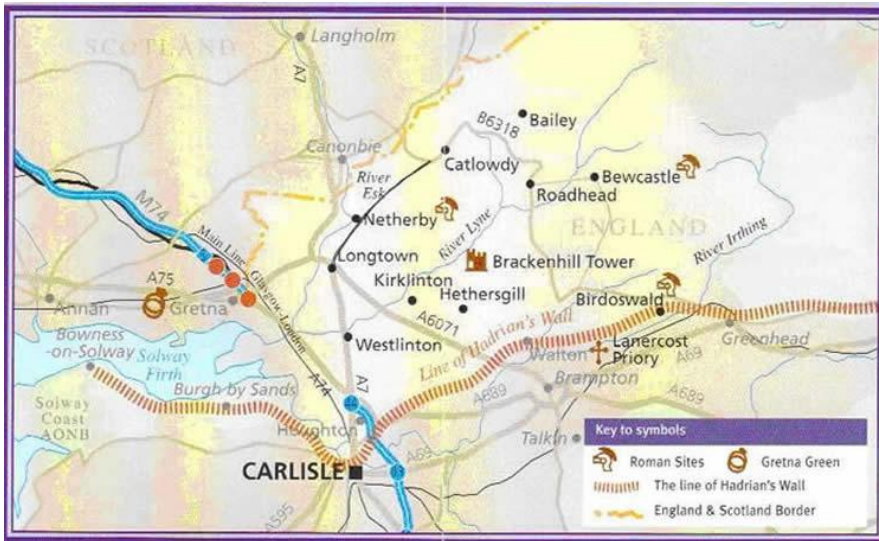 SCOTLAND
Langholm
A7
B6318
Bailey
Canonbie
Catlowdy
River
Esk
Bewcastle
Roadhead
M74
Netherby
River Lyne
ENGLAND
River Irthing
Main Line Glasgow-London
Longtown
Brackenhill Tower
A75
Kirklinton
Annan
Gretna
Hethersgill
Birdoswald
A6071
Bowness
-on-Solway
Solway
Firth
Westlinton
Line of Hadrian's Wall
Walton
Lanercost
Priory
Greenhead
A69
Burgh by Sands
A74
A7
Brampton
A689
A689
Solway
Coast
AONB
Houghton
Talkin
A69
CARLISLE
A595
Key to symbols
Roman Sites
Gretna Green
The line of Hadrian's Wall
England & Scotland Border